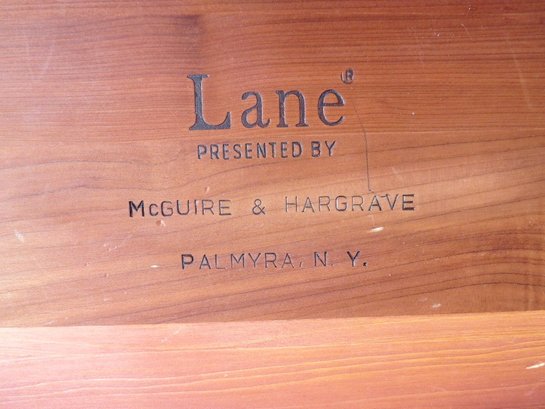 Lane®
PRESENTED BY
McGUIRE & HARGRAVE
PALMYRA, N. Y.